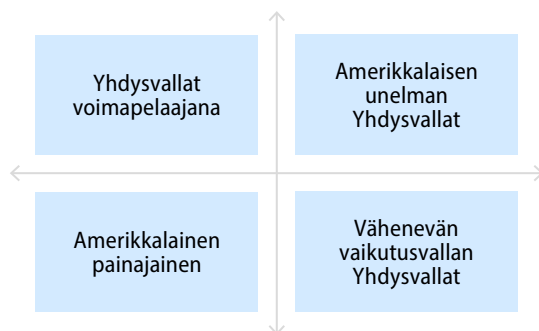 Yhdysvallat
voimapelaajana
Amerikkalaisen
unelman
Yhdysvallat
Amerikkalainen
painajainen
Vähenevän
vaikutusvallan
Yhdysvallat